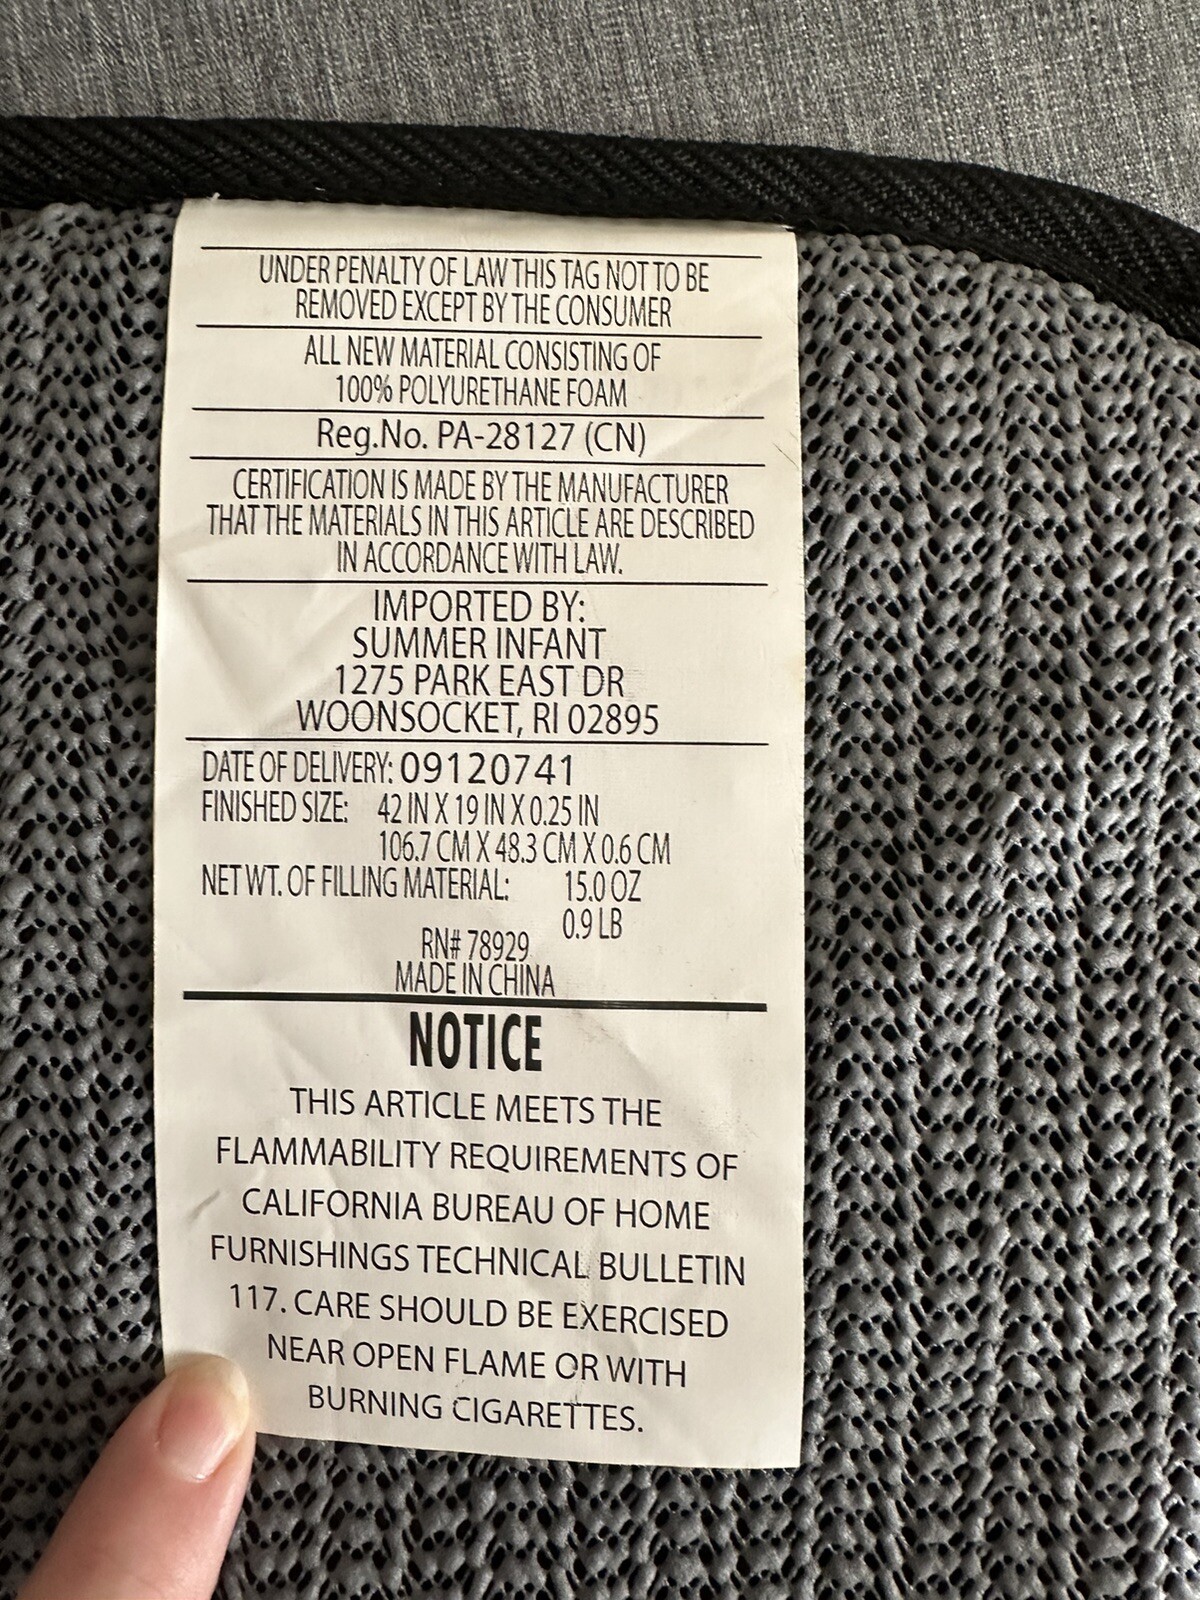 UNDER PENALTY OF LAW THIS TAG NOT TO BE
REMOVED EXCEPT BY THE CONSUMER
ALL NEW MATERIAL CONSISTING OF
100% POLYURETHANE FOAM
Reg.No. PA-28127 (CN)
CERTIFICATION IS MADE BY THE MANUFACTURER
THAT THE MATERIALS IN THIS ARTICLE ARE DESCRIBED
IN ACCORDANCE WITH LAW.
IMPORTED BY:
SUMMER INFANT
1275 PARK EAST DR
WOONSOCKET, RI 02895
DATE OF DELIVERY: 09120741
FINISHED SIZE: 42 IN X 19 IN X 0.25 IN
106.7 CM X 48.3 CM X 0.6 CM
NET WT. OF FILLING MATERIAL: 15.0 OZ
0.9 LB
RN# 78929
MADE IN CHINA
NOTICE
THIS ARTICLE MEETS THE
FLAMMABILITY REQUIREMENTS OF
CALIFORNIA BUREAU OF HOME
FURNISHINGS TECHNICAL BULLETIN
117. CARE SHOULD BE EXERCISED
NEAR OPEN FLAME OR WITH
BURNING CIGARETTES.